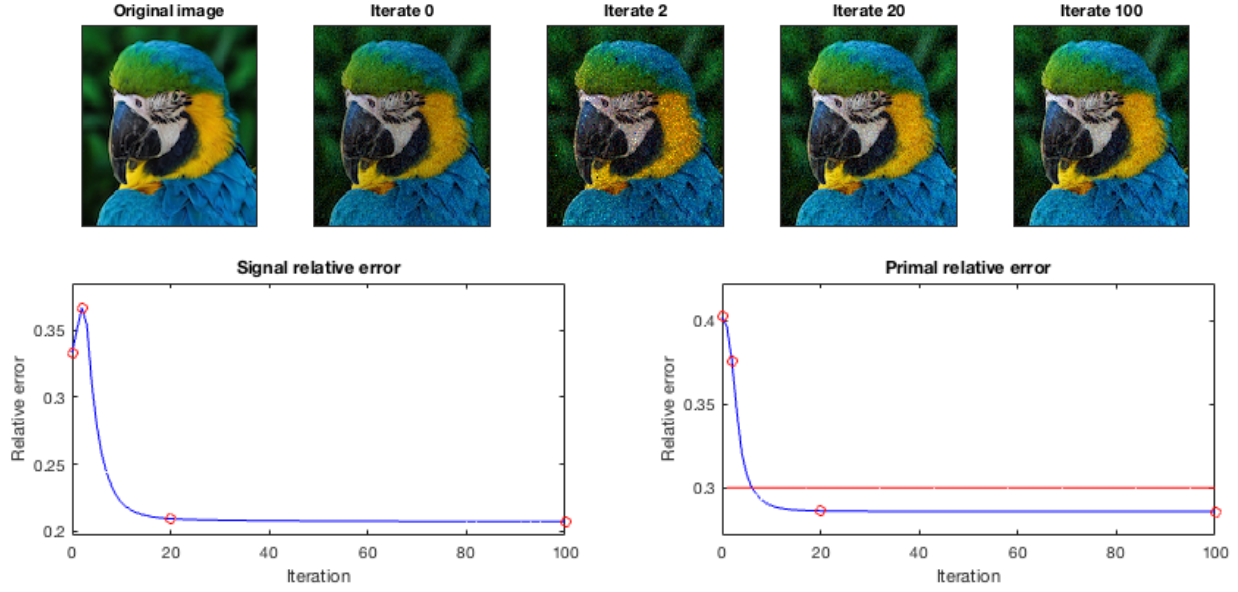 Original image
Iterate 0
Iterate 2
Iterate 20
Iterate 100
Signal relative error
0.35
0.3
0.25
0.2
Relative error
0
20
40
60
80
100
Iteration
Primal relative error
0.4
0.35
0.3
Relative error
0
20
40
60
80
100
Iteration